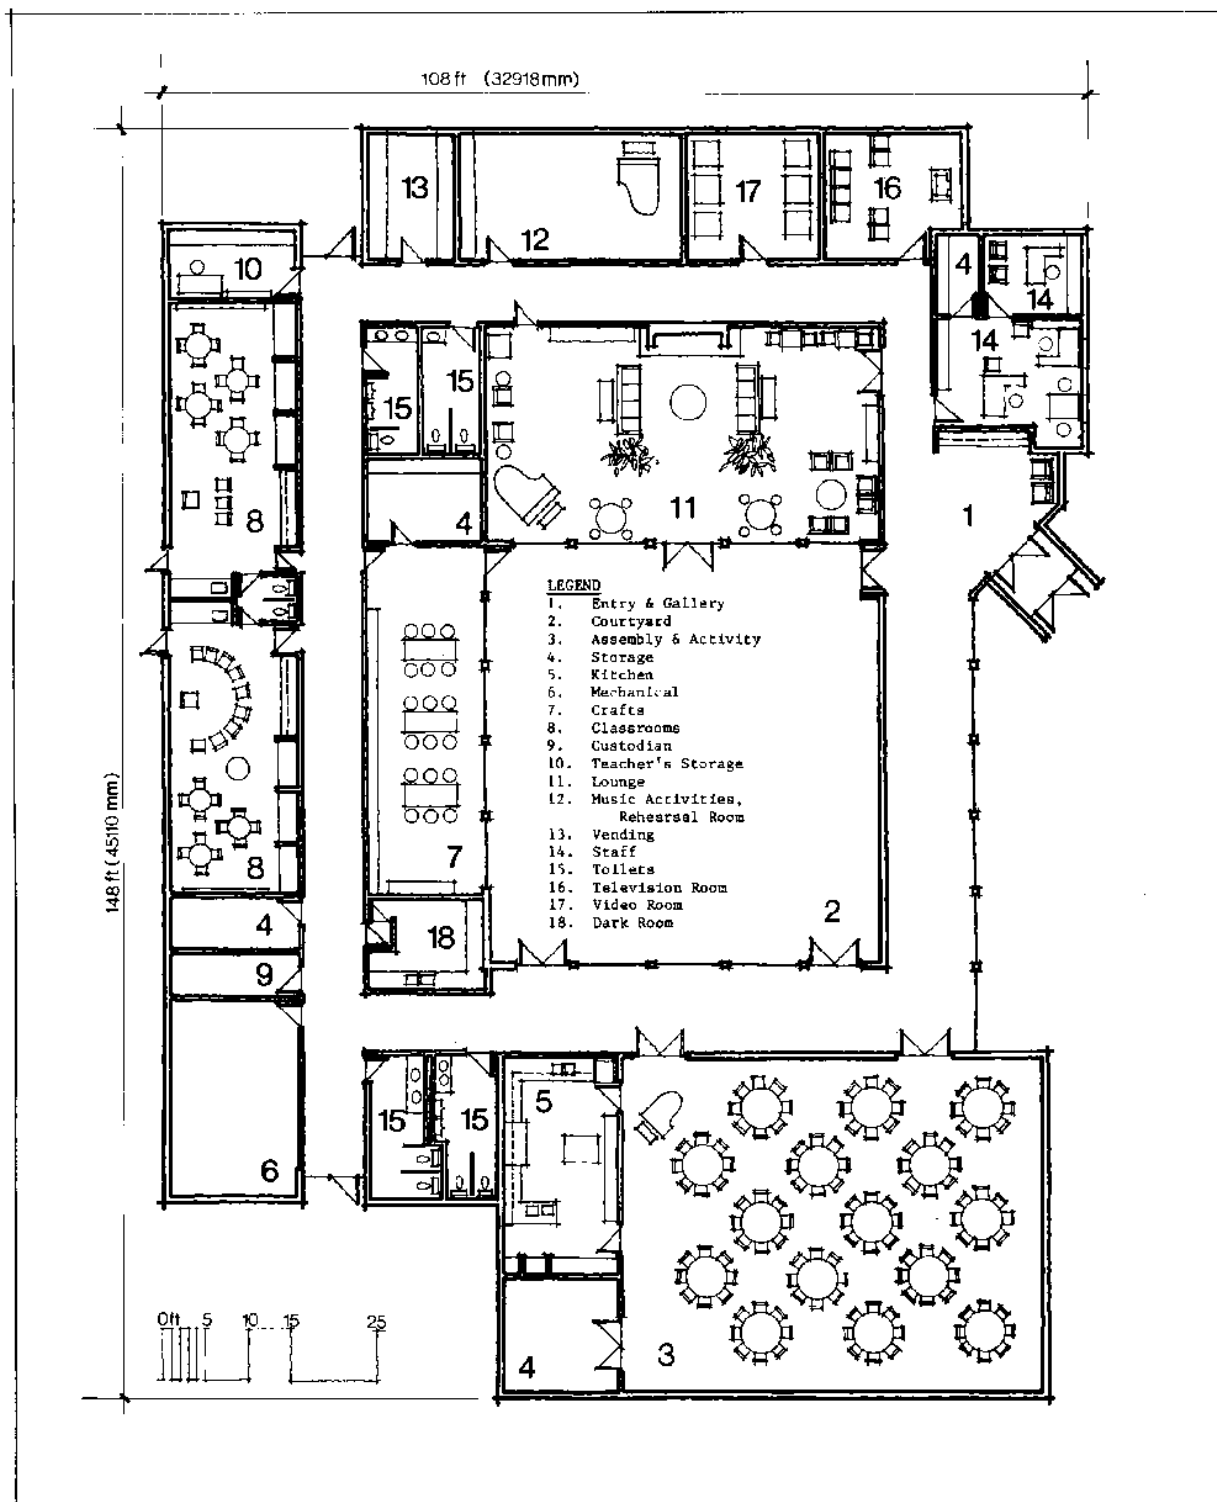 108 ft (32918mm)
13
12
17
16
10
4
14
14
15
15
8
4
11
1
LEGEND
1. Entry & Gallery
2. Courtyard
3. Assembly & Activity
4. Storage
5. Kitchen
6. Mechanical
7. Crafts
8. Classrooms
9. Custodian
10. Teacher's Storage
11. Lounge
12. Music Activities,
Rehearsal Room
13. Vending
14. Staff
15. Toilets
16. Television Room
17. Video Room
18. Dark Room
148 ft (45110 mm)
8
7
2
4
18
9
15
15
5
6
0ft 5 10 15 25
4
3